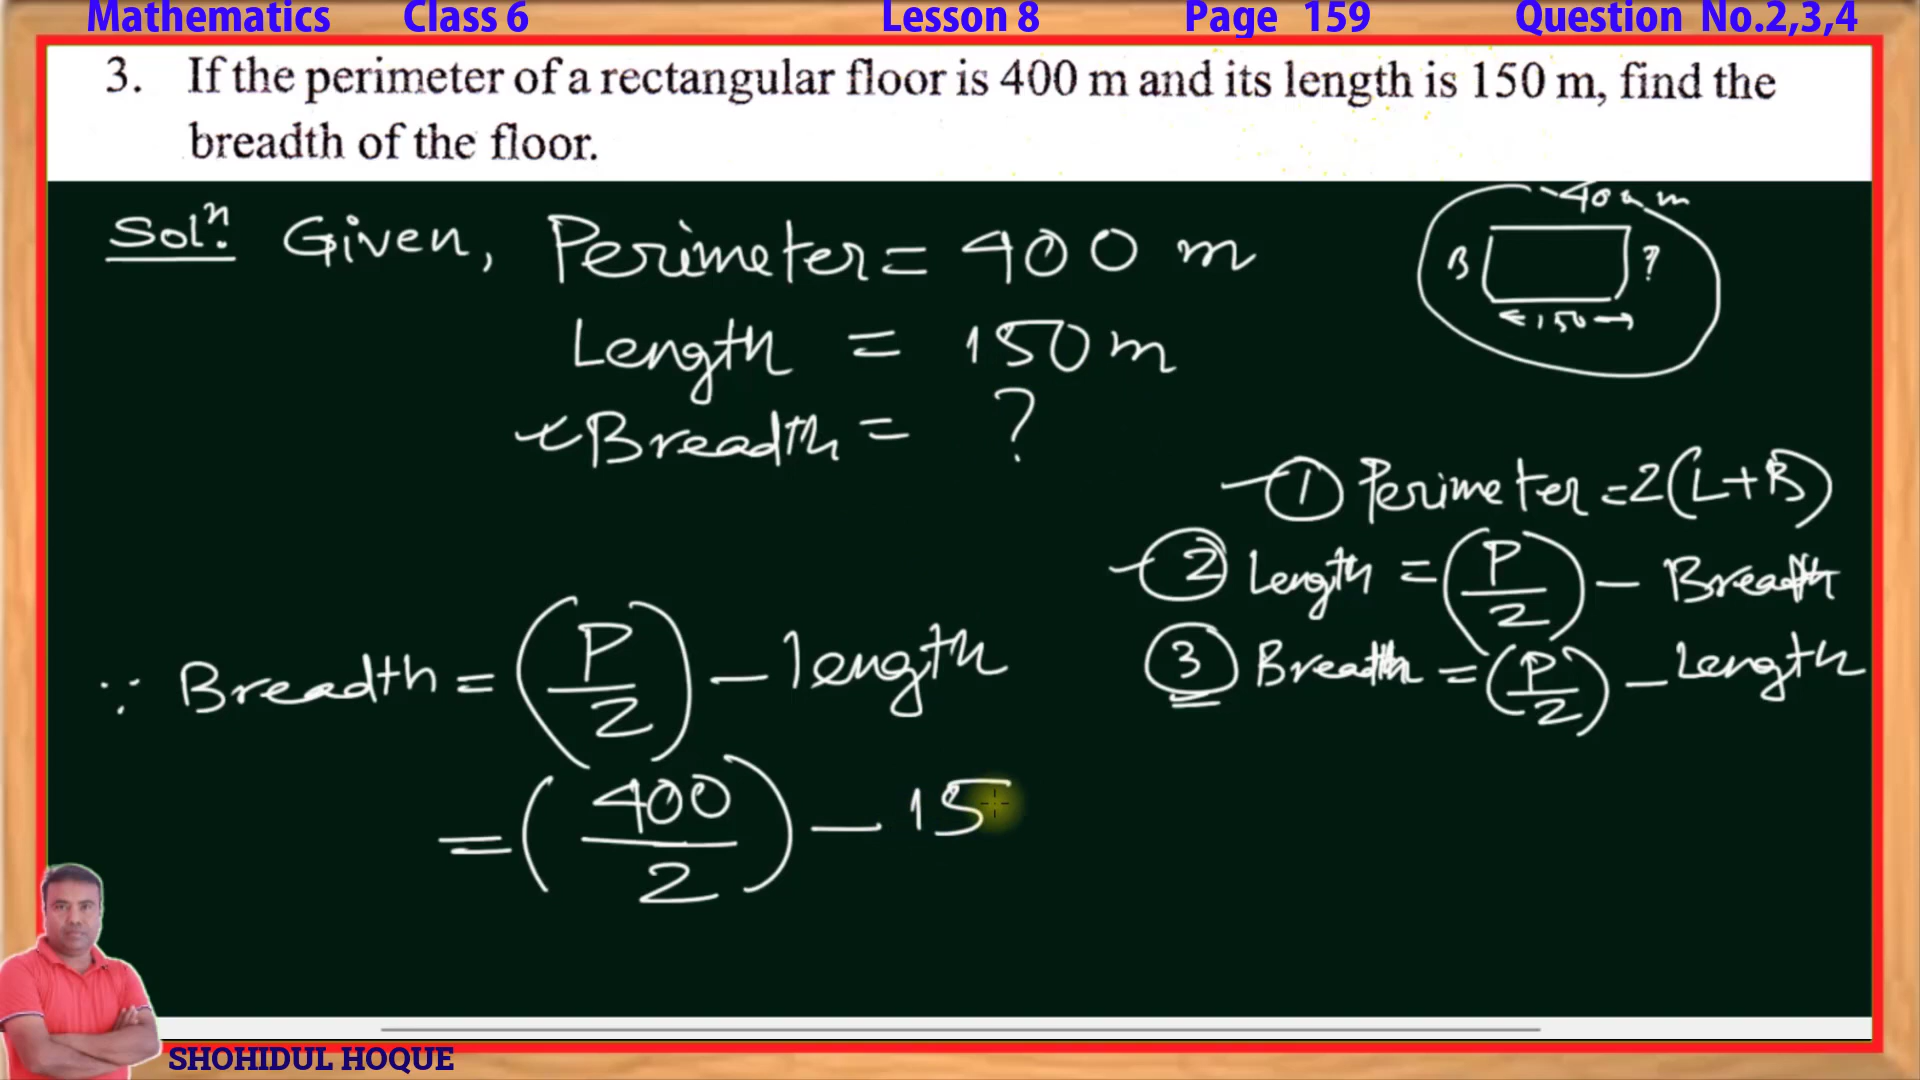 Mathematics Class 6 Lesson 8 Page 159 Question No.2,3,4
3. If the perimeter of a rectangular floor is 400 m and its length is 150 m, find the
breadth of the floor.
Solⁿ. Given, Perimeter = 400 m
Length = 150 m
Breadth = ?
400 m
B ?
150
① Perimeter = 2(L+B)
② Length = (P/2) - Breadth
③ Breadth = (P/2) - Length
∵ Breadth = (P/2) - length
= (400/2) - 15
SHOHIDUL HOQUE